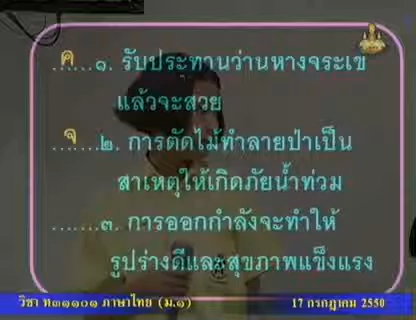 ....ค....๑. รับประทานว่านหางจระเข้
แล้วจะสวย
....จ....๒. การตัดไม้ทำลายป่าเป็น
สาเหตุให้เกิดภัยน้ำท่วม
.........๓. การออกกำลังจะทำให้
รูปร่างดีและสุขภาพแข็งแรง
วิชา ท๓๑๑๐๑ ภาษาไทย (ม.๑) 17 กรกฎาคม 2550